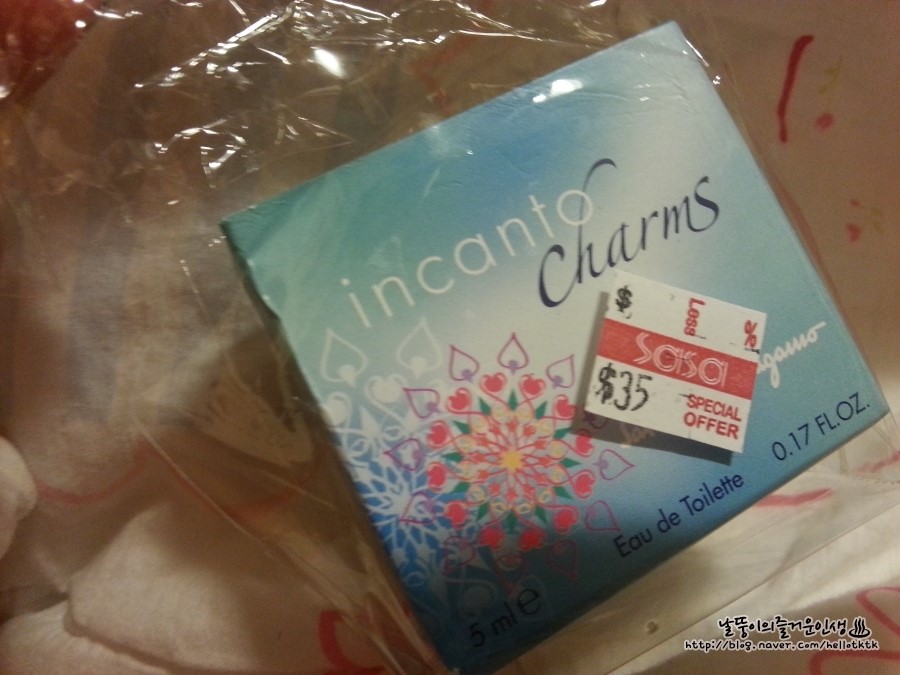 incanto
Charms
$
Less
%
sasa
$35
SPECIAL
OFFER
Eau de Toilette
0.17 FL.OZ.
5 ml e
날뚱이의즐거운인생♨
http://blog.naver.com/hellotktk